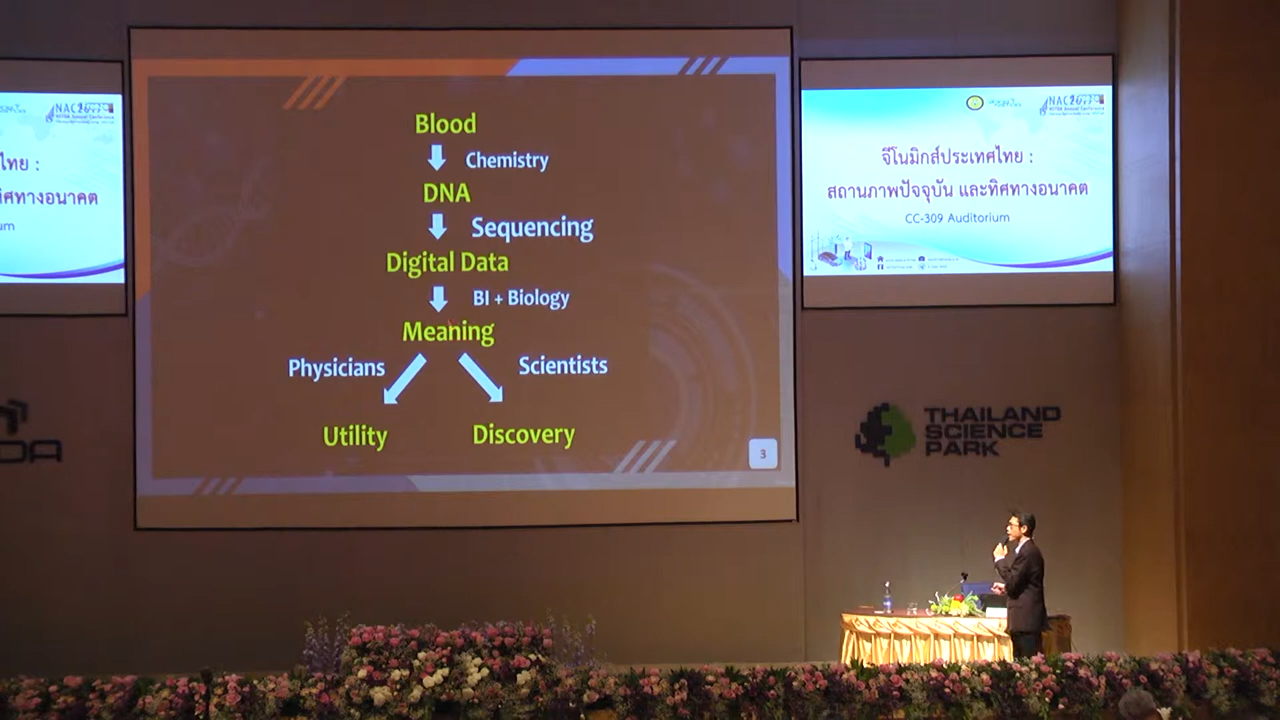 Blood
Chemistry
DNA
Sequencing
Digital Data
BI + Biology
Meaning
Physicians
Scientists
Utility
Discovery
3
ไทย :
ศทางอนาคต
um
จีโนมิกส์ประเทศไทย :
สถานภาพปัจจุบัน และทิศทางอนาคต
CC-309 Auditorium
THAILAND
SCIENCE
PARK